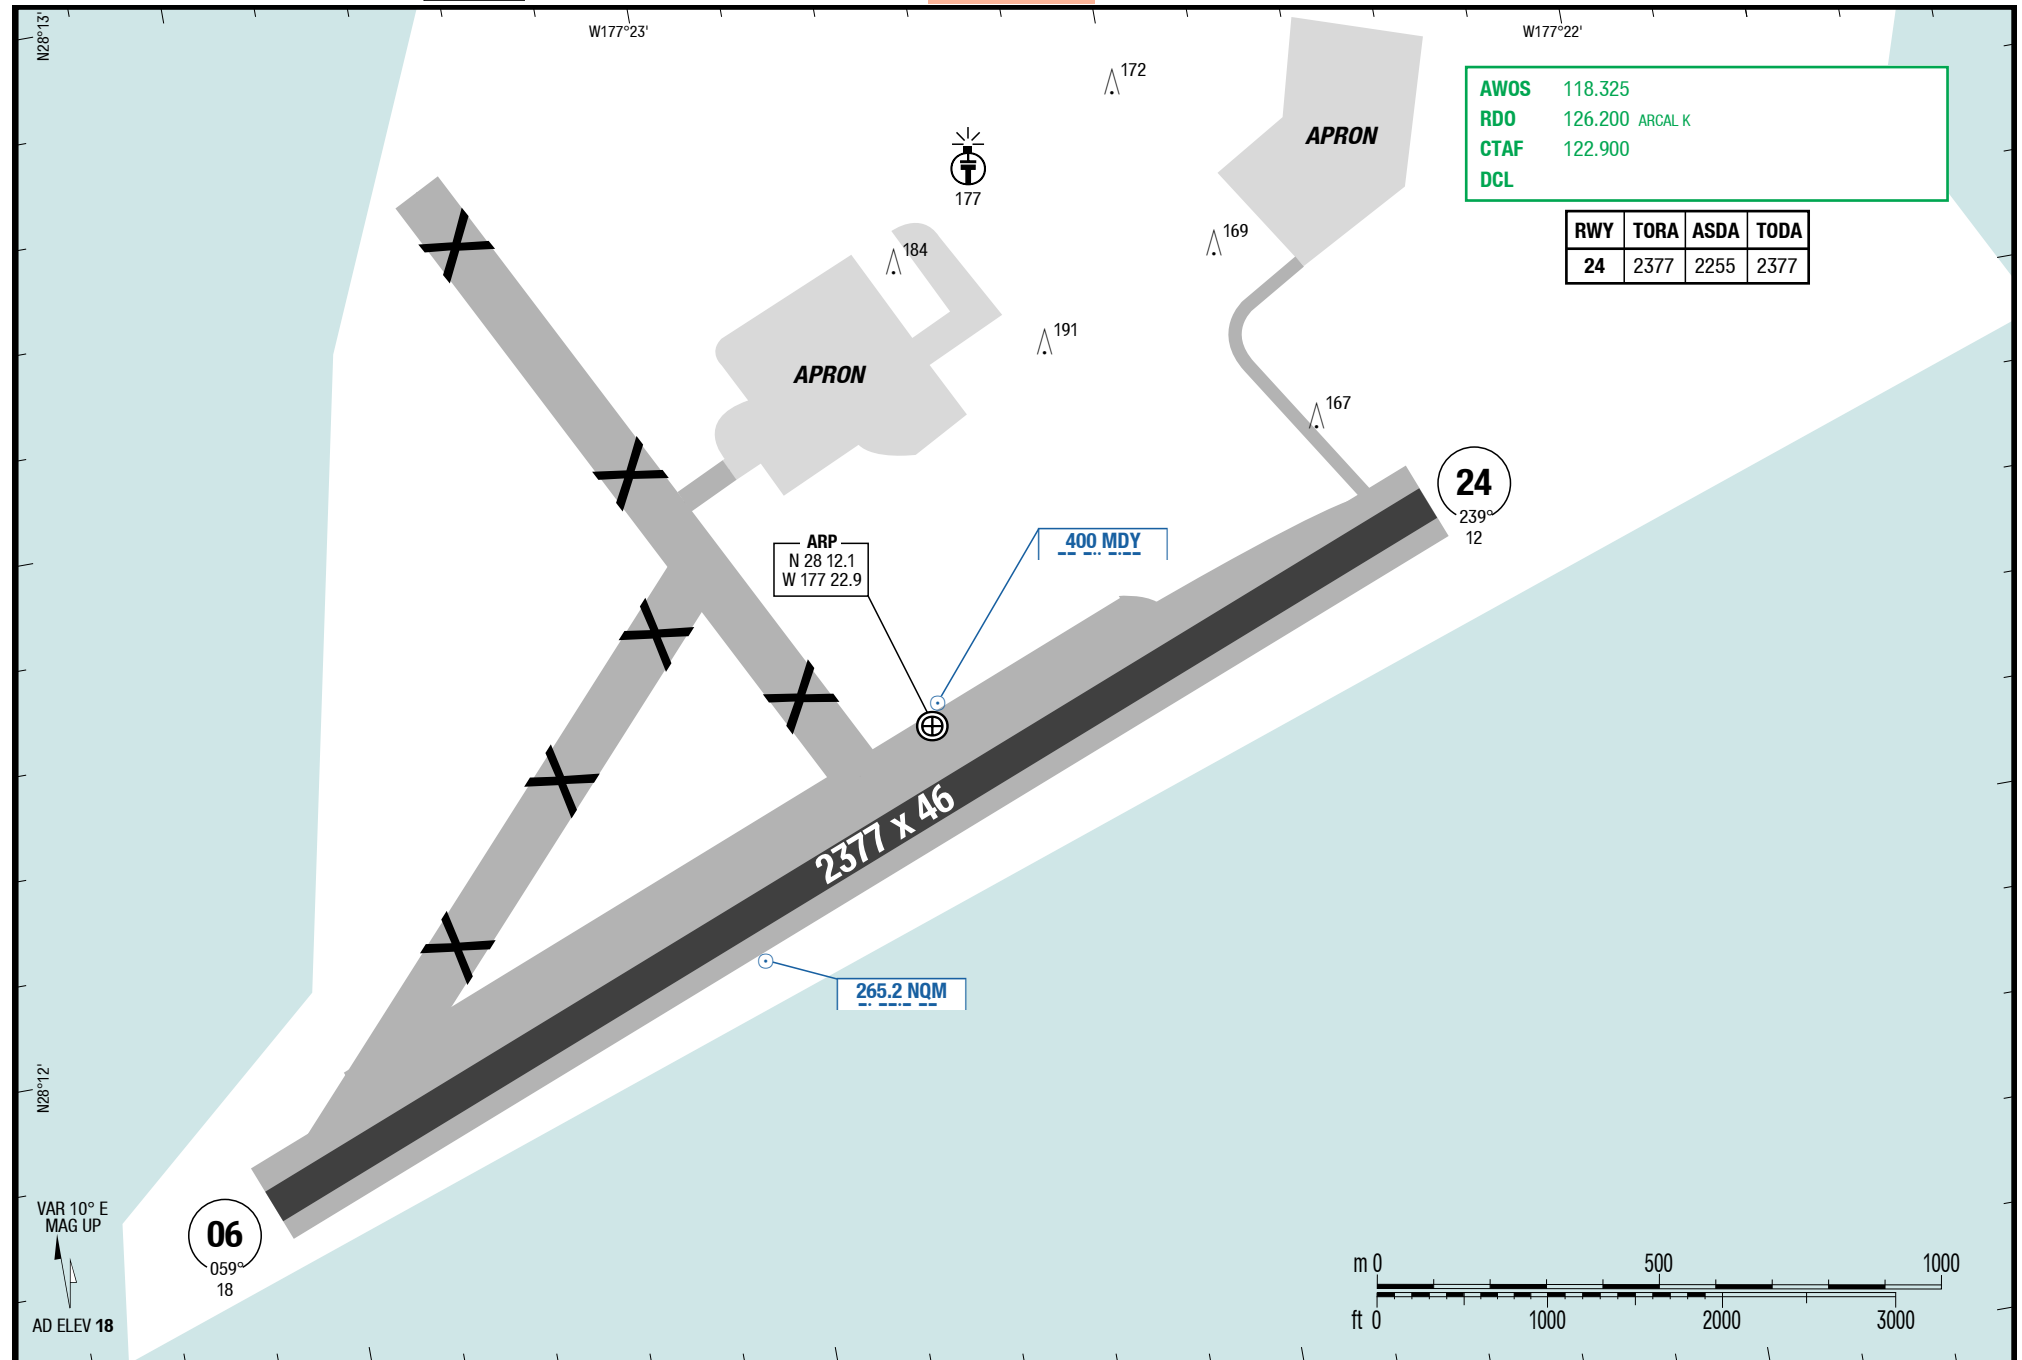 W177°23'
W177°22'
N28°13'
172
AWOS 118.325
RDO 126.200 ARCAL K
CTAF 122.900
DCL
APRON
177
RWY TORA ASDA TODA
24 2377 2255 2377
169
184
191
APRON
167
24
239°
12
ARP
N 28 12.1
W 177 22.9
400 MDY
2377 x 46
265.2 NQM
N28°12'
VAR 10° E
MAG UP
06
059°
18
AD ELEV 18
m 0 500 1000
ft 0 1000 2000 3000